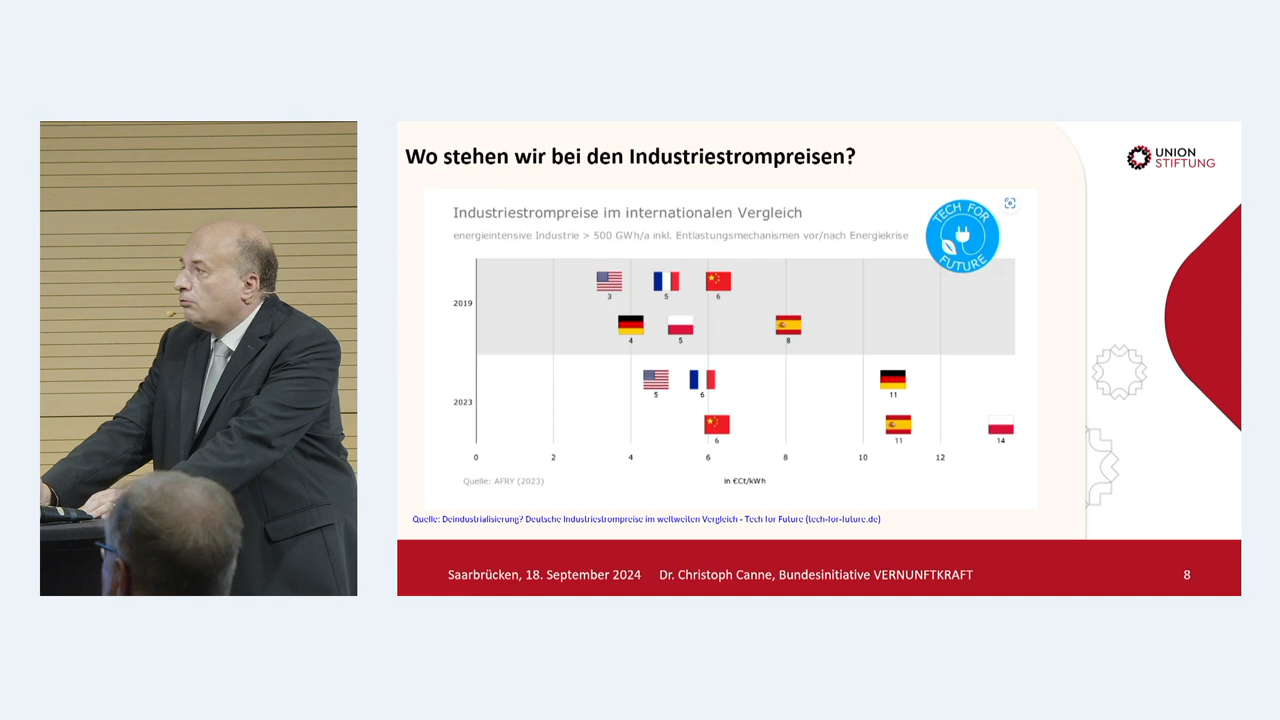 Wo stehen wir bei den Industriestrompreisen?
UNION
STIFTUNG
Industriestrompreise im internationalen Vergleich
energieintensive Industrie > 500 GWh/a inkl. Entlastungsmechanismen vor/nach Energiekrise
TECH FOR
FUTURE
2019
3 5 6
4 5 8
2023
5 6 11
6 11 14
0 2 4 6 8 10 12
Quelle: AFRY (2023)
in €Ct/kWh
Quelle: Deindustrialisierung? Deutsche Industriestrompreise im weltweiten Vergleich - Tech for Future (tech-for-future.de)
Saarbrücken, 18. September 2024 Dr. Christoph Canne, Bundesinitiative VERNUNFTKRAFT
8